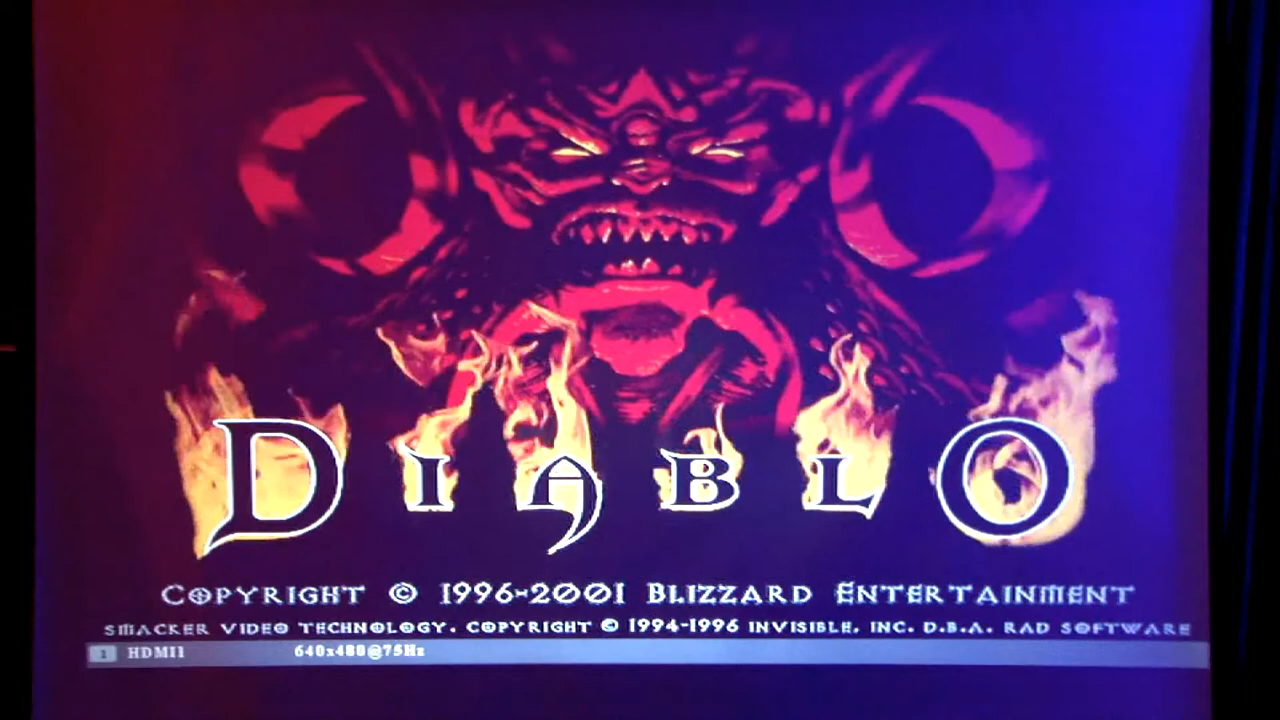 DIABLO
COPYRIGHT © 1996-2001 BLIZZARD ENTERTAINMENT
SMACKER VIDEO TECHNOLOGY. COPYRIGHT © 1994-1996 INVISIBLE, INC. D.B.A. RAD SOFTWARE
1 HDMI1 640x480@75Hz